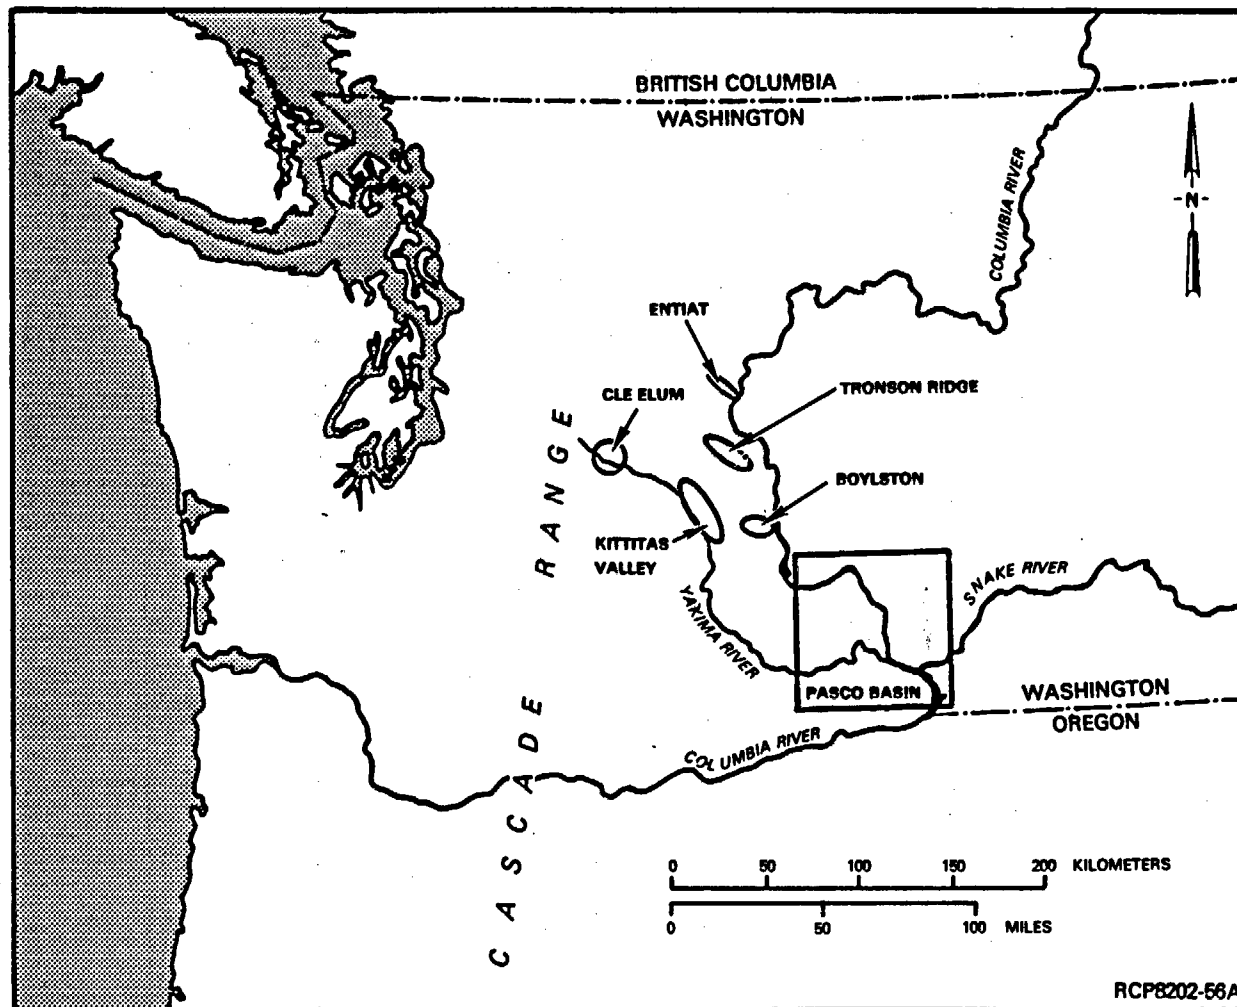 BRITISH COLUMBIA
WASHINGTON
COLUMBIA RIVER
-N-
ENTIAT
TRONSON RIDGE
CLE ELUM
BOYLSTON
KITTITAS
VALLEY
CASCADE RANGE
YAKIMA RIVER
SNAKE RIVER
PASCO BASIN
WASHINGTON
OREGON
COLUMBIA RIVER
0 50 100 150 200 KILOMETERS
0 50 100 MILES
RCP8202-56A